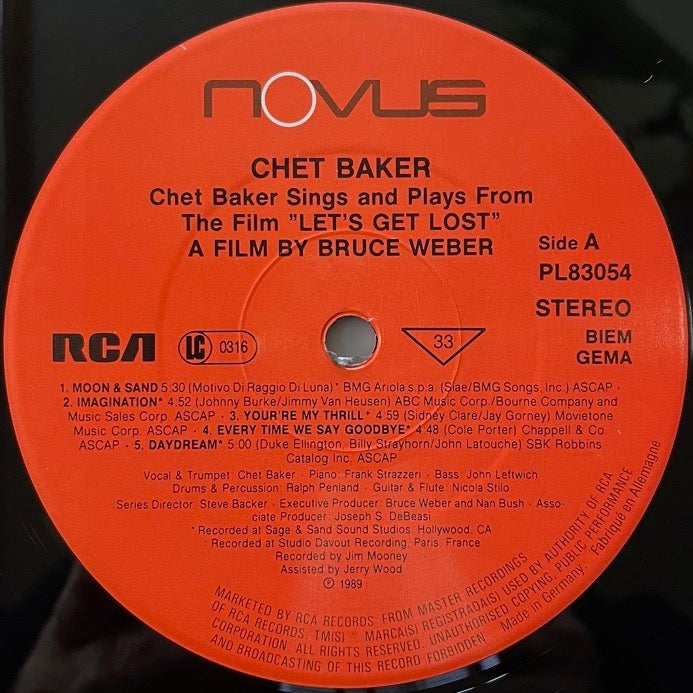 NOVUS
CHET BAKER
Chet Baker Sings and Plays From
The Film "LET'S GET LOST"
A FILM BY BRUCE WEBER
Side A
PL83054
STEREO
BIEM
GEMA
RCA
LC 0316
33
1. MOON & SAND 5:30 (Motivo Di Raggio Di Luna)* BMG Ariola s.p.a. (Siae/BMG Songs, Inc.) ASCAP ·
2. IMAGINATION* 4:52 (Johnny Burke/Jimmy Van Heusen) ABC Music Corp./Bourne Company and
Music Sales Corp. ASCAP · 3. YOUR'RE MY THRILL+ 4:59 (Sidney Clare/Jay Gorney) Movietone
Music Corp. ASCAP · 4. EVERY TIME WE SAY GOODBYE* 4:48 (Cole Porter) Chappell & Co.
ASCAP · 5. DAYDREAM* 5:00 (Duke Ellington, Billy Strayhorn/John Latouche) SBK Robbins
Catalog Inc. ASCAP
Vocal & Trumpet: Chet Baker · Piano: Frank Strazzeri · Bass: John Leftwich
Drums & Percussion: Ralph Penland · Guitar & Flute: Nicola Stilo
Series Director: Steve Backer · Executive Producer: Bruce Weber and Nan Bush · Asso-
ciate Producer: Joseph S. DeBeasi
Recorded at Sage & Sand Sound Studios, Hollywood, CA
Recorded at Studio Davout Recording, Paris, France
Recorded by Jim Mooney
Assisted by Jerry Wood
℗ 1989
MARKETED BY RCA RECORDS, FROM MASTER RECORDINGS
OF RCA RECORDS, TM(S) ™ MARCA(S) REGISTRADA(S) USED BY AUTHORITY OF RCA
CORPORATION. ALL RIGHTS RESERVED. UNAUTHORISED COPYING, PUBLIC PERFORMANCE
AND BROADCASTING OF THIS RECORD FORBIDDEN
Made in Germany. Fabriqué en Allemagne